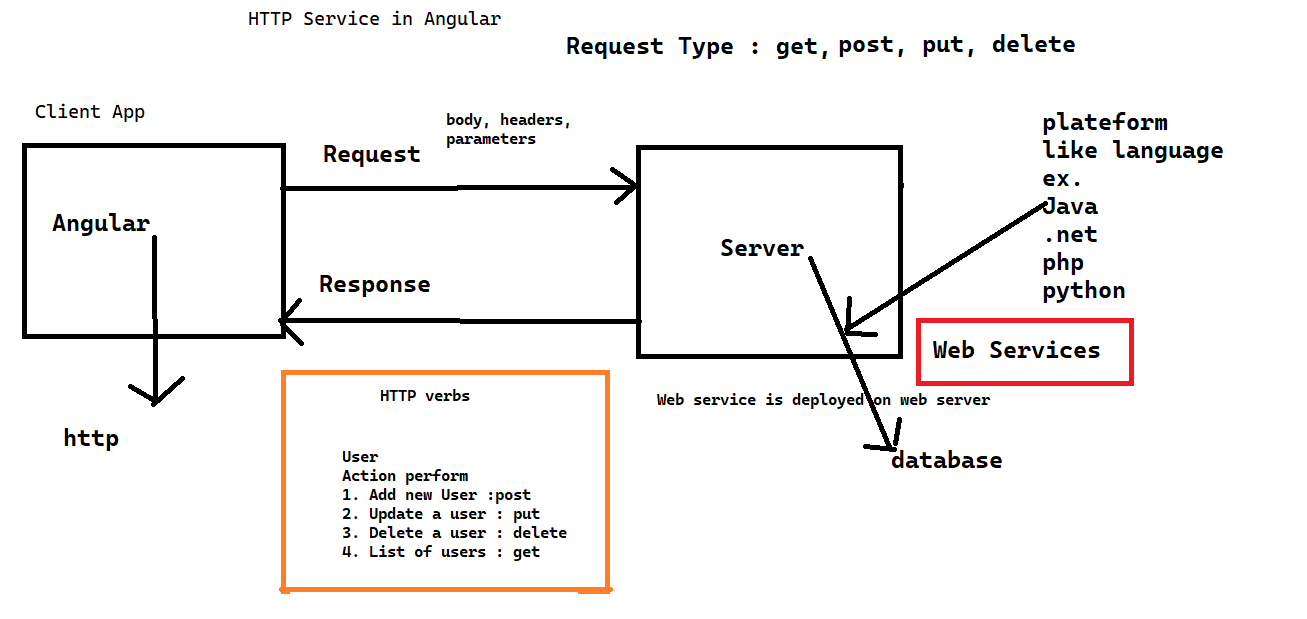 HTTP Service in Angular
Request Type : get, post, put, delete
Client App
body, headers,
parameters
Request
Angular
Response
http
Server
plateform
like language
ex.
Java
.net
php
python
Web Services
Web service is deployed on web server
database
HTTP verbs
User
Action perform
1. Add new User :post
2. Update a user : put
3. Delete a user : delete
4. List of users : get